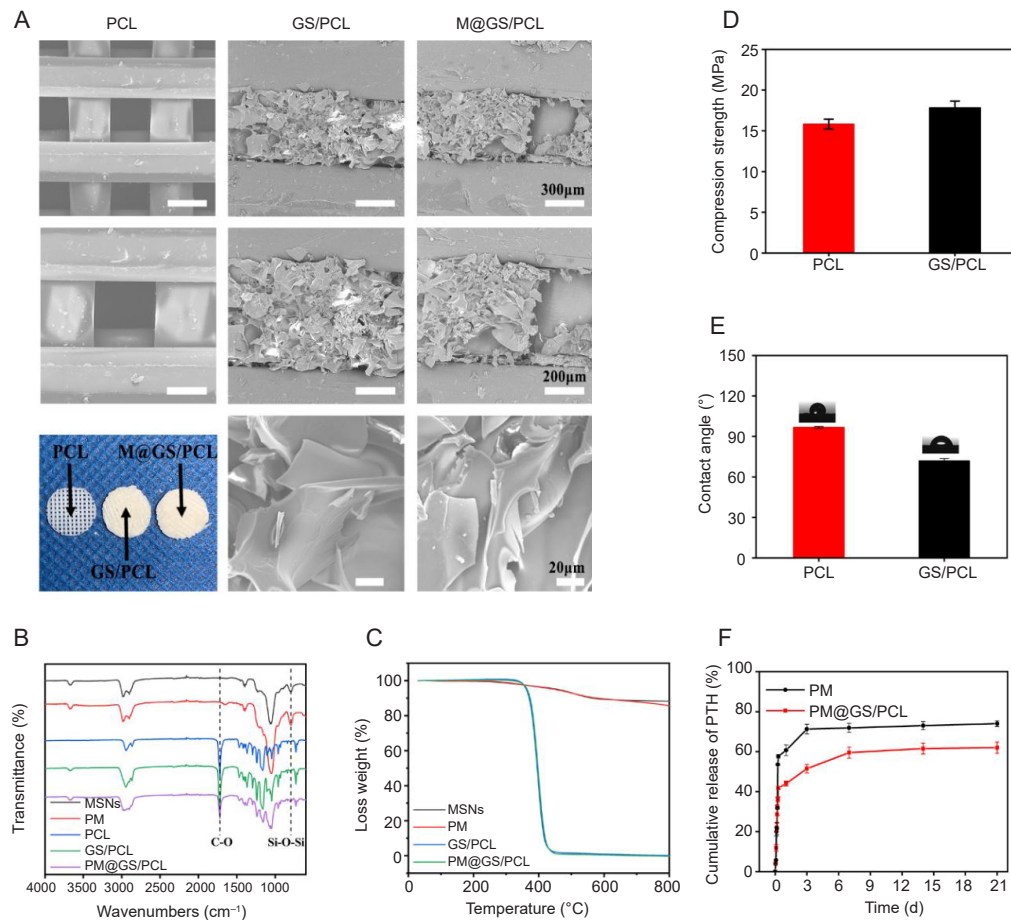 A
PCL
GS/PCL
M@GS/PCL
300μm
200μm
PCL
M@GS/PCL
GS/PCL
20μm
B
Transmittance (%)
MSNs
PM
PCL
GS/PCL
PM@GS/PCL
C-O
Si-O-Si
4000
3000
2000
1000
Wavenumbers (cm⁻¹)
C
Loss weight (%)
100
80
60
40
20
0
MSNs
PM
GS/PCL
PM@GS/PCL
0
200
400
600
800
Temperature (°C)
D
Compression strength (MPa)
25
20
15
10
5
0
PCL
GS/PCL
E
Contact angle (°)
150
120
90
60
30
0
PCL
GS/PCL
F
Cumulative release of PTH (%)
80
60
40
20
0
PM
PM@GS/PCL
0
3
6
9
12
15
18
21
Time (d)